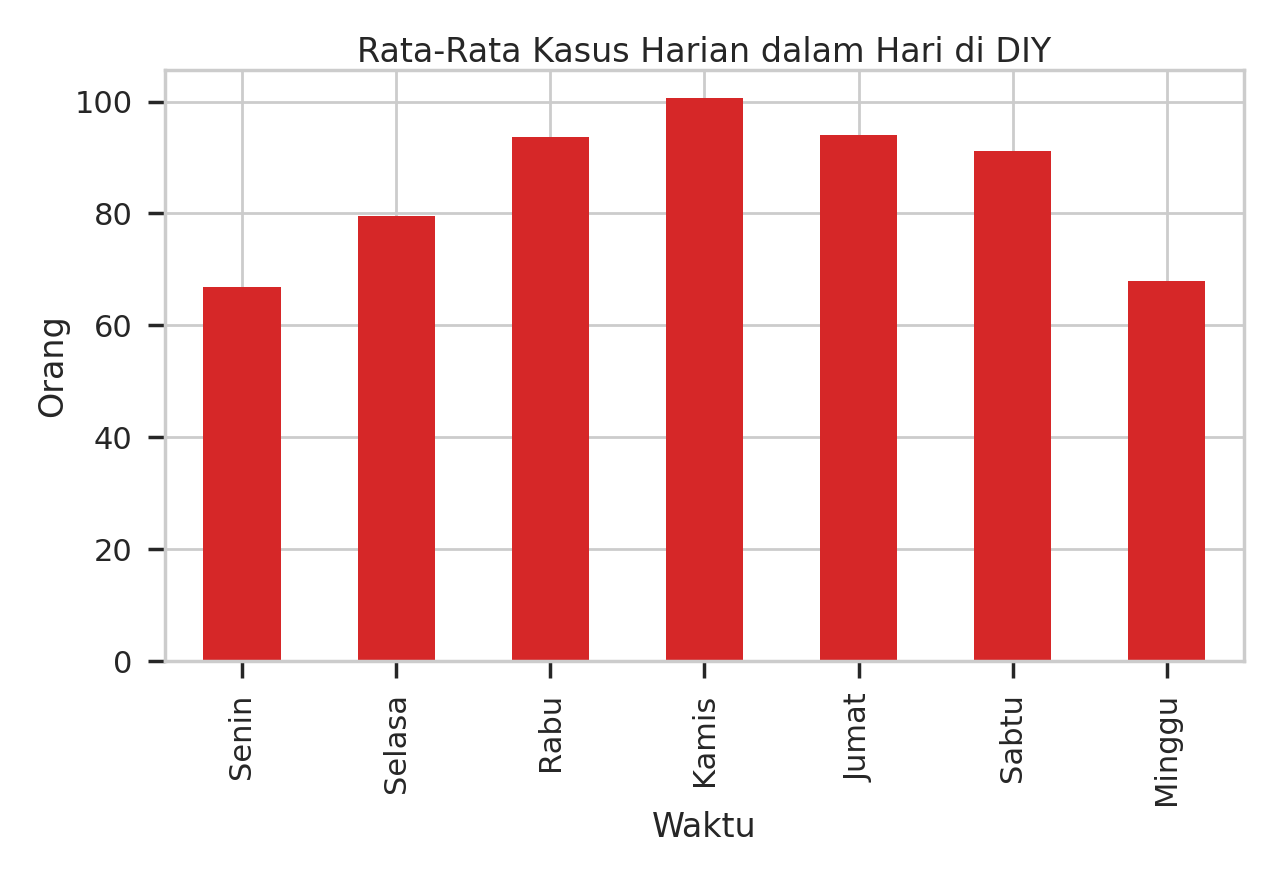 Rata-Rata Kasus Harian dalam Hari di DIY
100
80
60
40
20
0
Orang
Senin
Selasa
Rabu
Kamis
Jumat
Sabtu
Minggu
Waktu